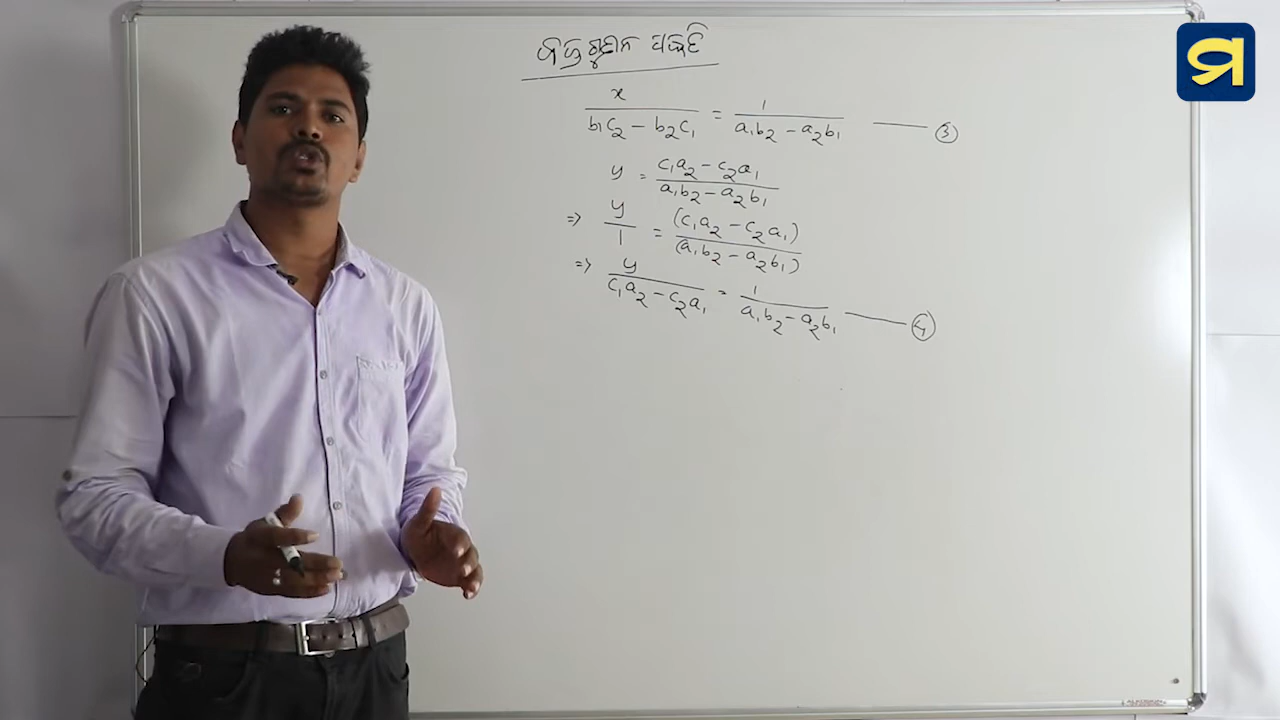 ବଜ୍ରଗୁଣନ ପଦ୍ଧତି
x / (b₁c₂ − b₂c₁) = 1 / (a₁b₂ − a₂b₁) —— ③
y = (c₁a₂ − c₂a₁) / (a₁b₂ − a₂b₁)
⇒ y / 1 = (c₁a₂ − c₂a₁) / (a₁b₂ − a₂b₁)
⇒ y / (c₁a₂ − c₂a₁) = 1 / (a₁b₂ − a₂b₁) —— ④
ମ